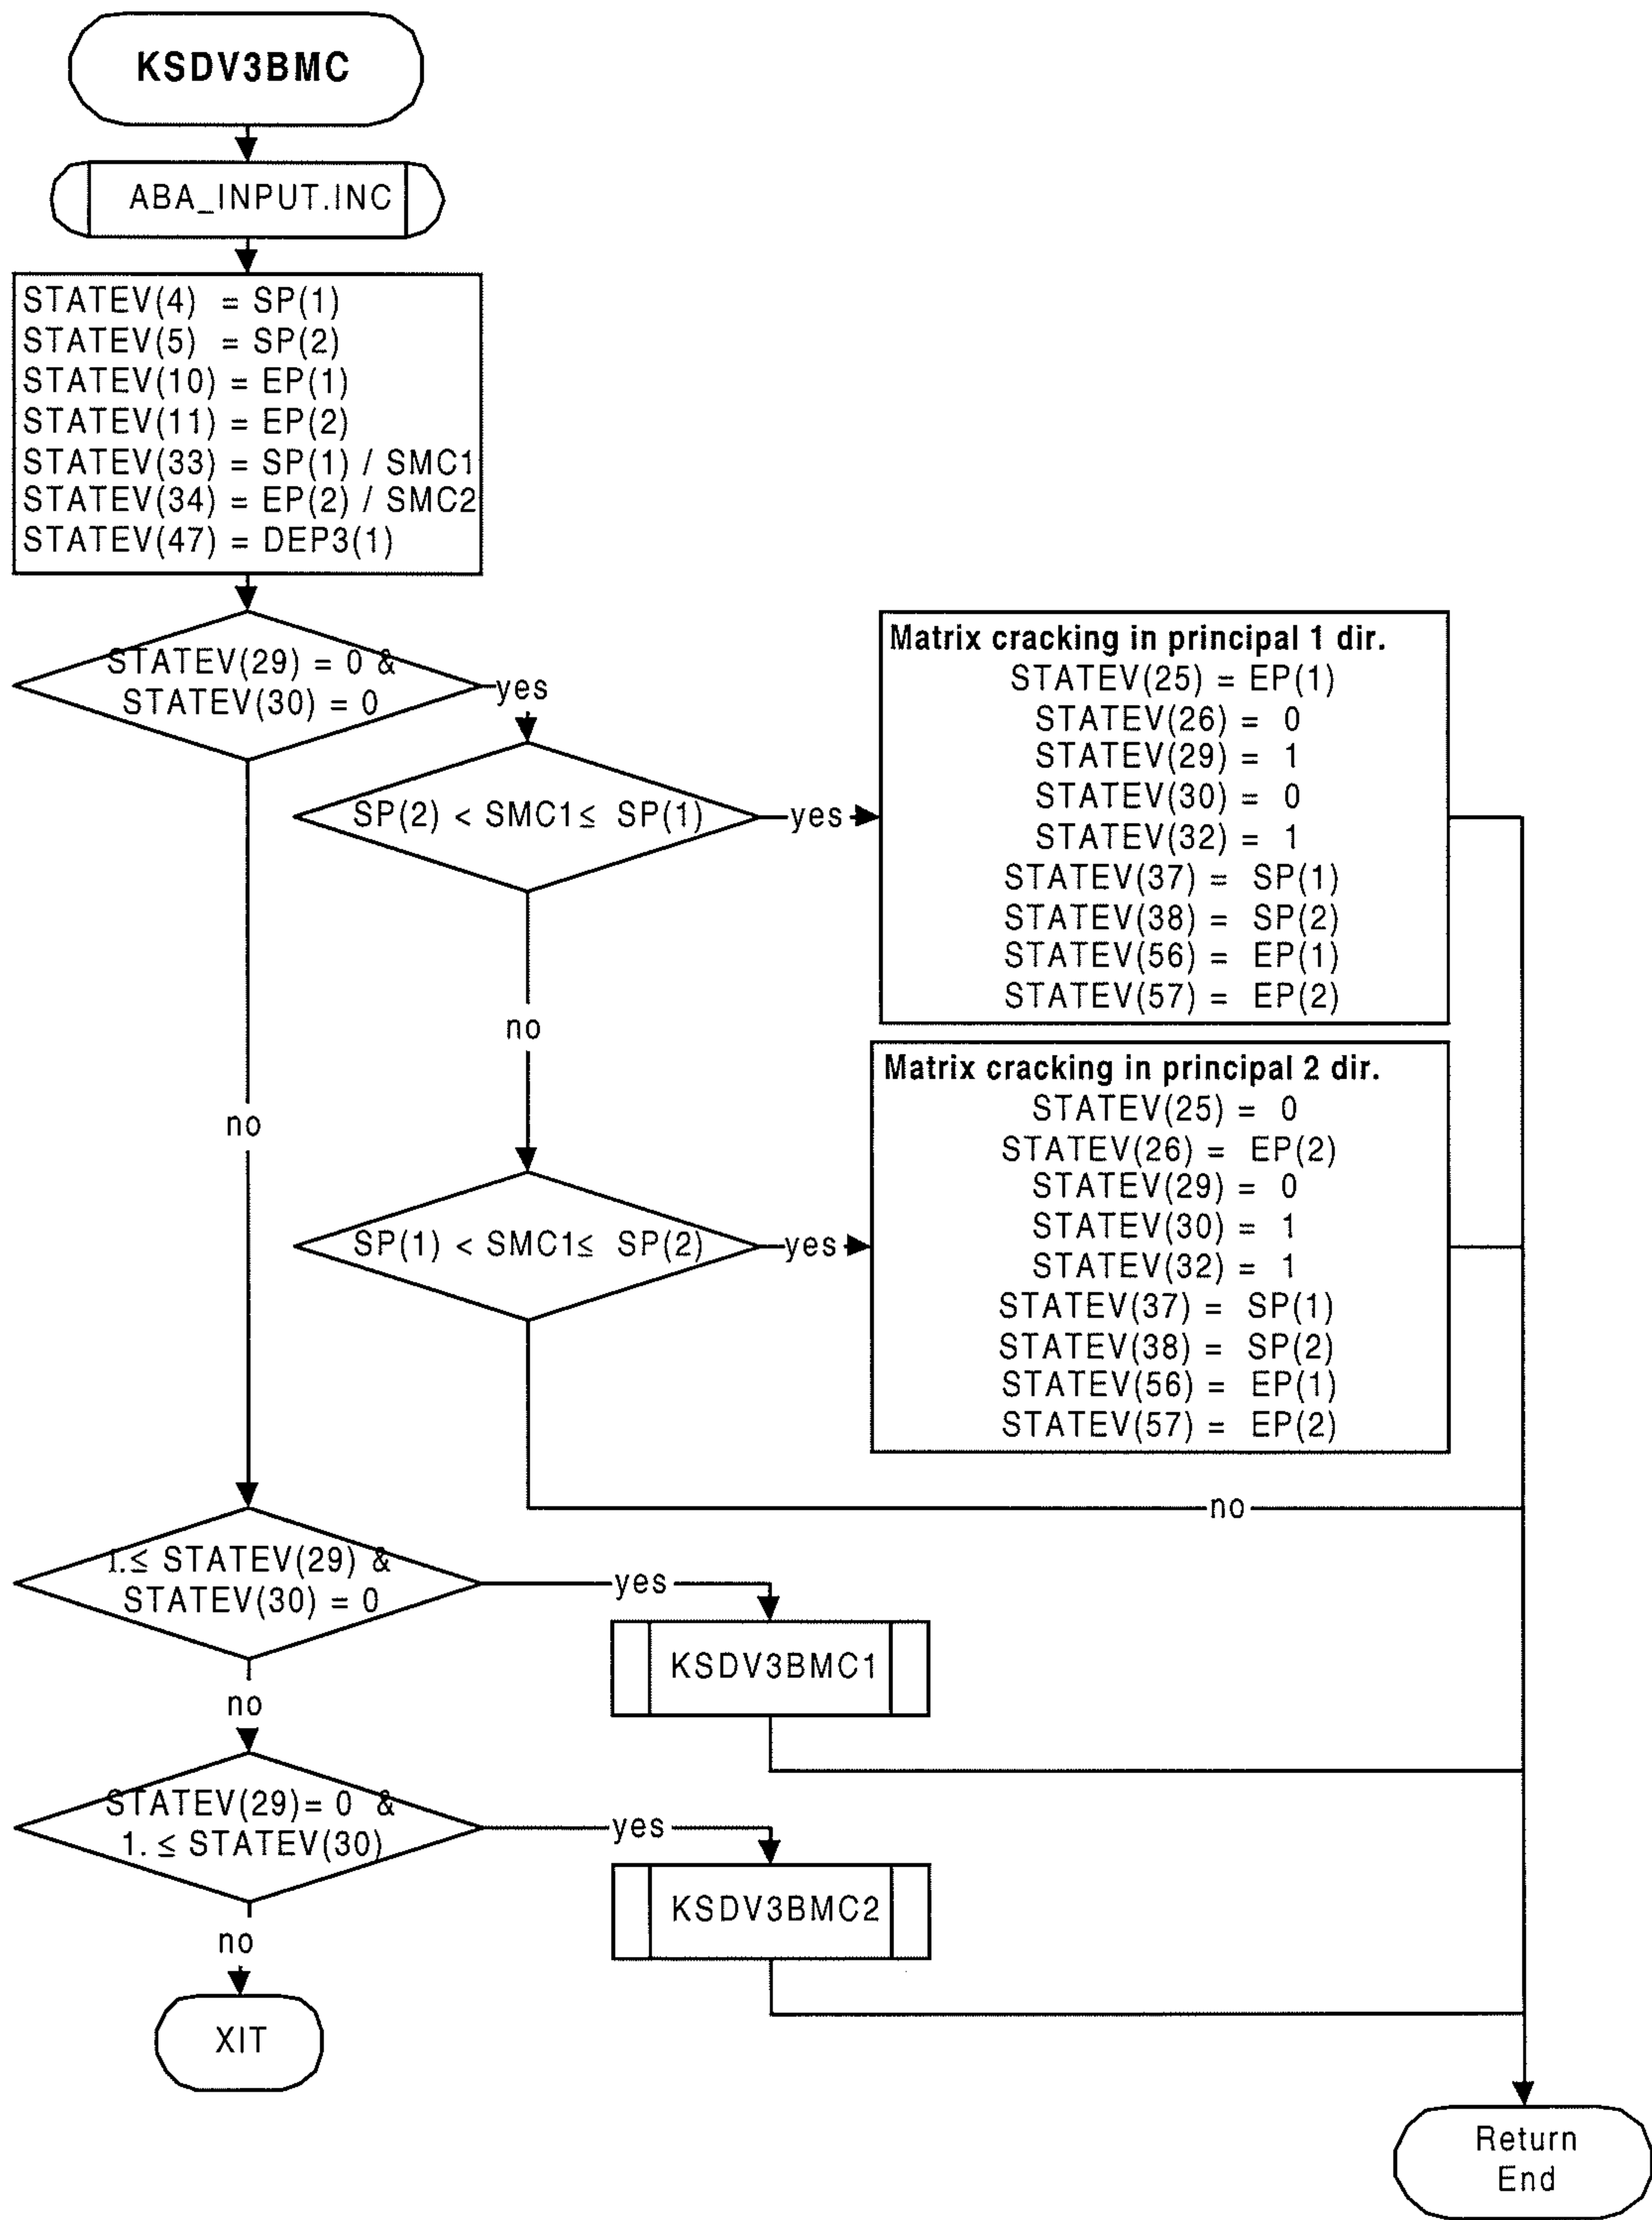 KSDV3BMC
ABA_INPUT.INC
STATEV(4) = SP(1)
STATEV(5) = SP(2)
STATEV(10) = EP(1)
STATEV(11) = EP(2)
STATEV(33) = SP(1) / SMC1
STATEV(34) = EP(2) / SMC2
STATEV(47) = DEP3(1)
STATEV(29) = 0 &
STATEV(30) = 0
yes
SP(2) < SMC1≤ SP(1)
yes
Matrix cracking in principal 1 dir.
STATEV(25) = EP(1)
STATEV(26) = 0
STATEV(29) = 1
STATEV(30) = 0
STATEV(32) = 1
STATEV(37) = SP(1)
STATEV(38) = SP(2)
STATEV(56) = EP(1)
STATEV(57) = EP(2)
no
no
SP(1) < SMC1≤ SP(2)
yes
Matrix cracking in principal 2 dir.
STATEV(25) = 0
STATEV(26) = EP(2)
STATEV(29) = 0
STATEV(30) = 1
STATEV(32) = 1
STATEV(37) = SP(1)
STATEV(38) = SP(2)
STATEV(56) = EP(1)
STATEV(57) = EP(2)
no
1.≤ STATEV(29) &
STATEV(30) = 0
yes
KSDV3BMC1
no
STATEV(29)= 0 &
1. ≤ STATEV(30)
yes
KSDV3BMC2
no
XIT
Return
End